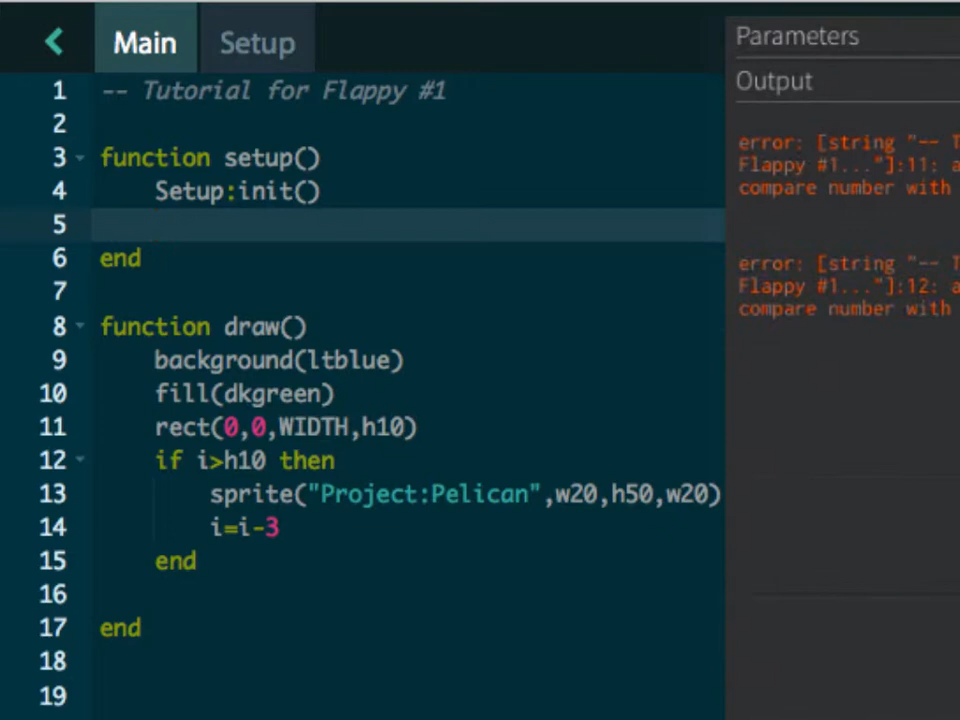 Main Setup
Parameters
Output
1 -- Tutorial for Flappy #1
2
3 function setup()
4 Setup:init()
5
6 end
7
8 function draw()
9 background(ltblue)
10 fill(dkgreen)
11 rect(0,0,WIDTH,h10)
12 if i>h10 then
13 sprite("Project:Pelican",w20,h50,w20)
14 i=i-3
15 end
16
17 end
18
19
error: [string "-- T
Flappy #1..."]:11: a
compare number with
error: [string "-- T
Flappy #1..."]:12: a
compare number with